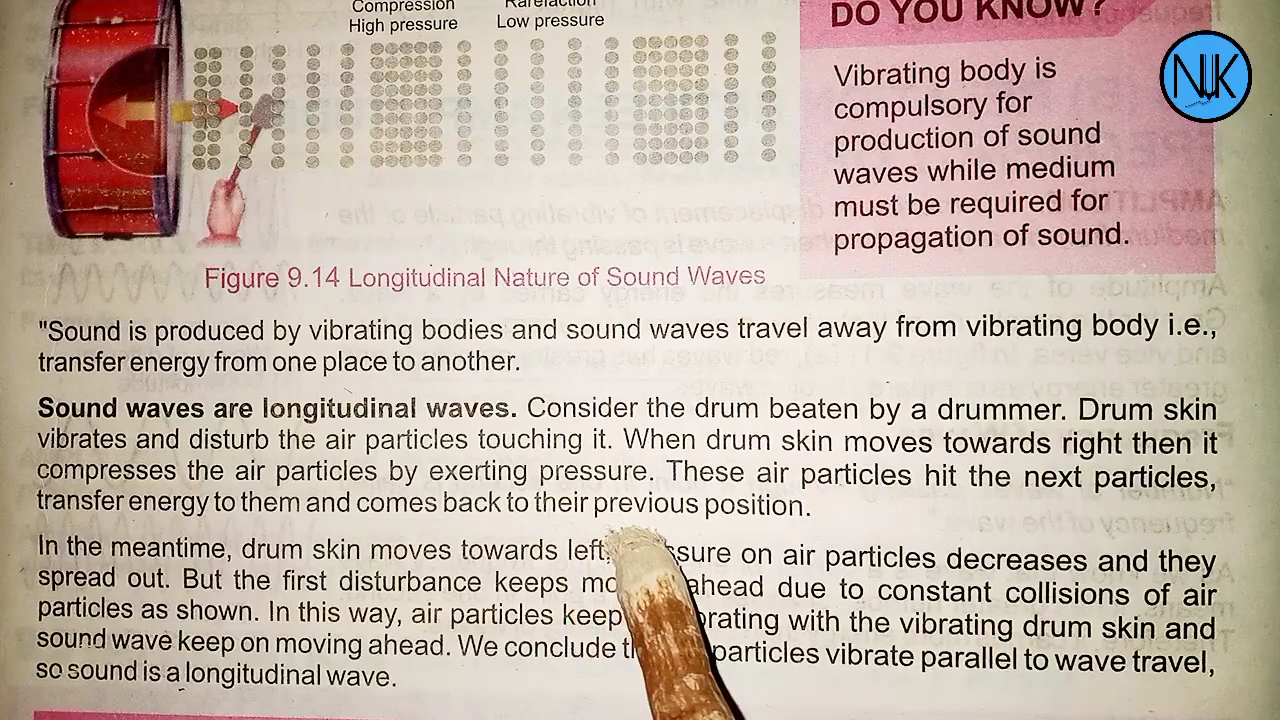 Compression
Rarefaction
High pressure
Low pressure
DO YOU KNOW?
NJK
Vibrating body is
compulsory for
production of sound
waves while medium
must be required for
propagation of sound.
Figure 9.14 Longitudinal Nature of Sound Waves
"Sound is produced by vibrating bodies and sound waves travel away from vibrating body i.e.,
transfer energy from one place to another.
Sound waves are longitudinal waves. Consider the drum beaten by a drummer. Drum skin
vibrates and disturb the air particles touching it. When drum skin moves towards right then it
compresses the air particles by exerting pressure. These air particles hit the next particles,
transfer energy to them and comes back to their previous position.
In the meantime, drum skin moves towards left, ssure on air particles decreases and they
spread out. But the first disturbance keeps mo ahead due to constant collisions of air
particles as shown. In this way, air particles keep brating with the vibrating drum skin and
sound wave keep on moving ahead. We conclude th particles vibrate parallel to wave travel,
so sound is a longitudinal wave.